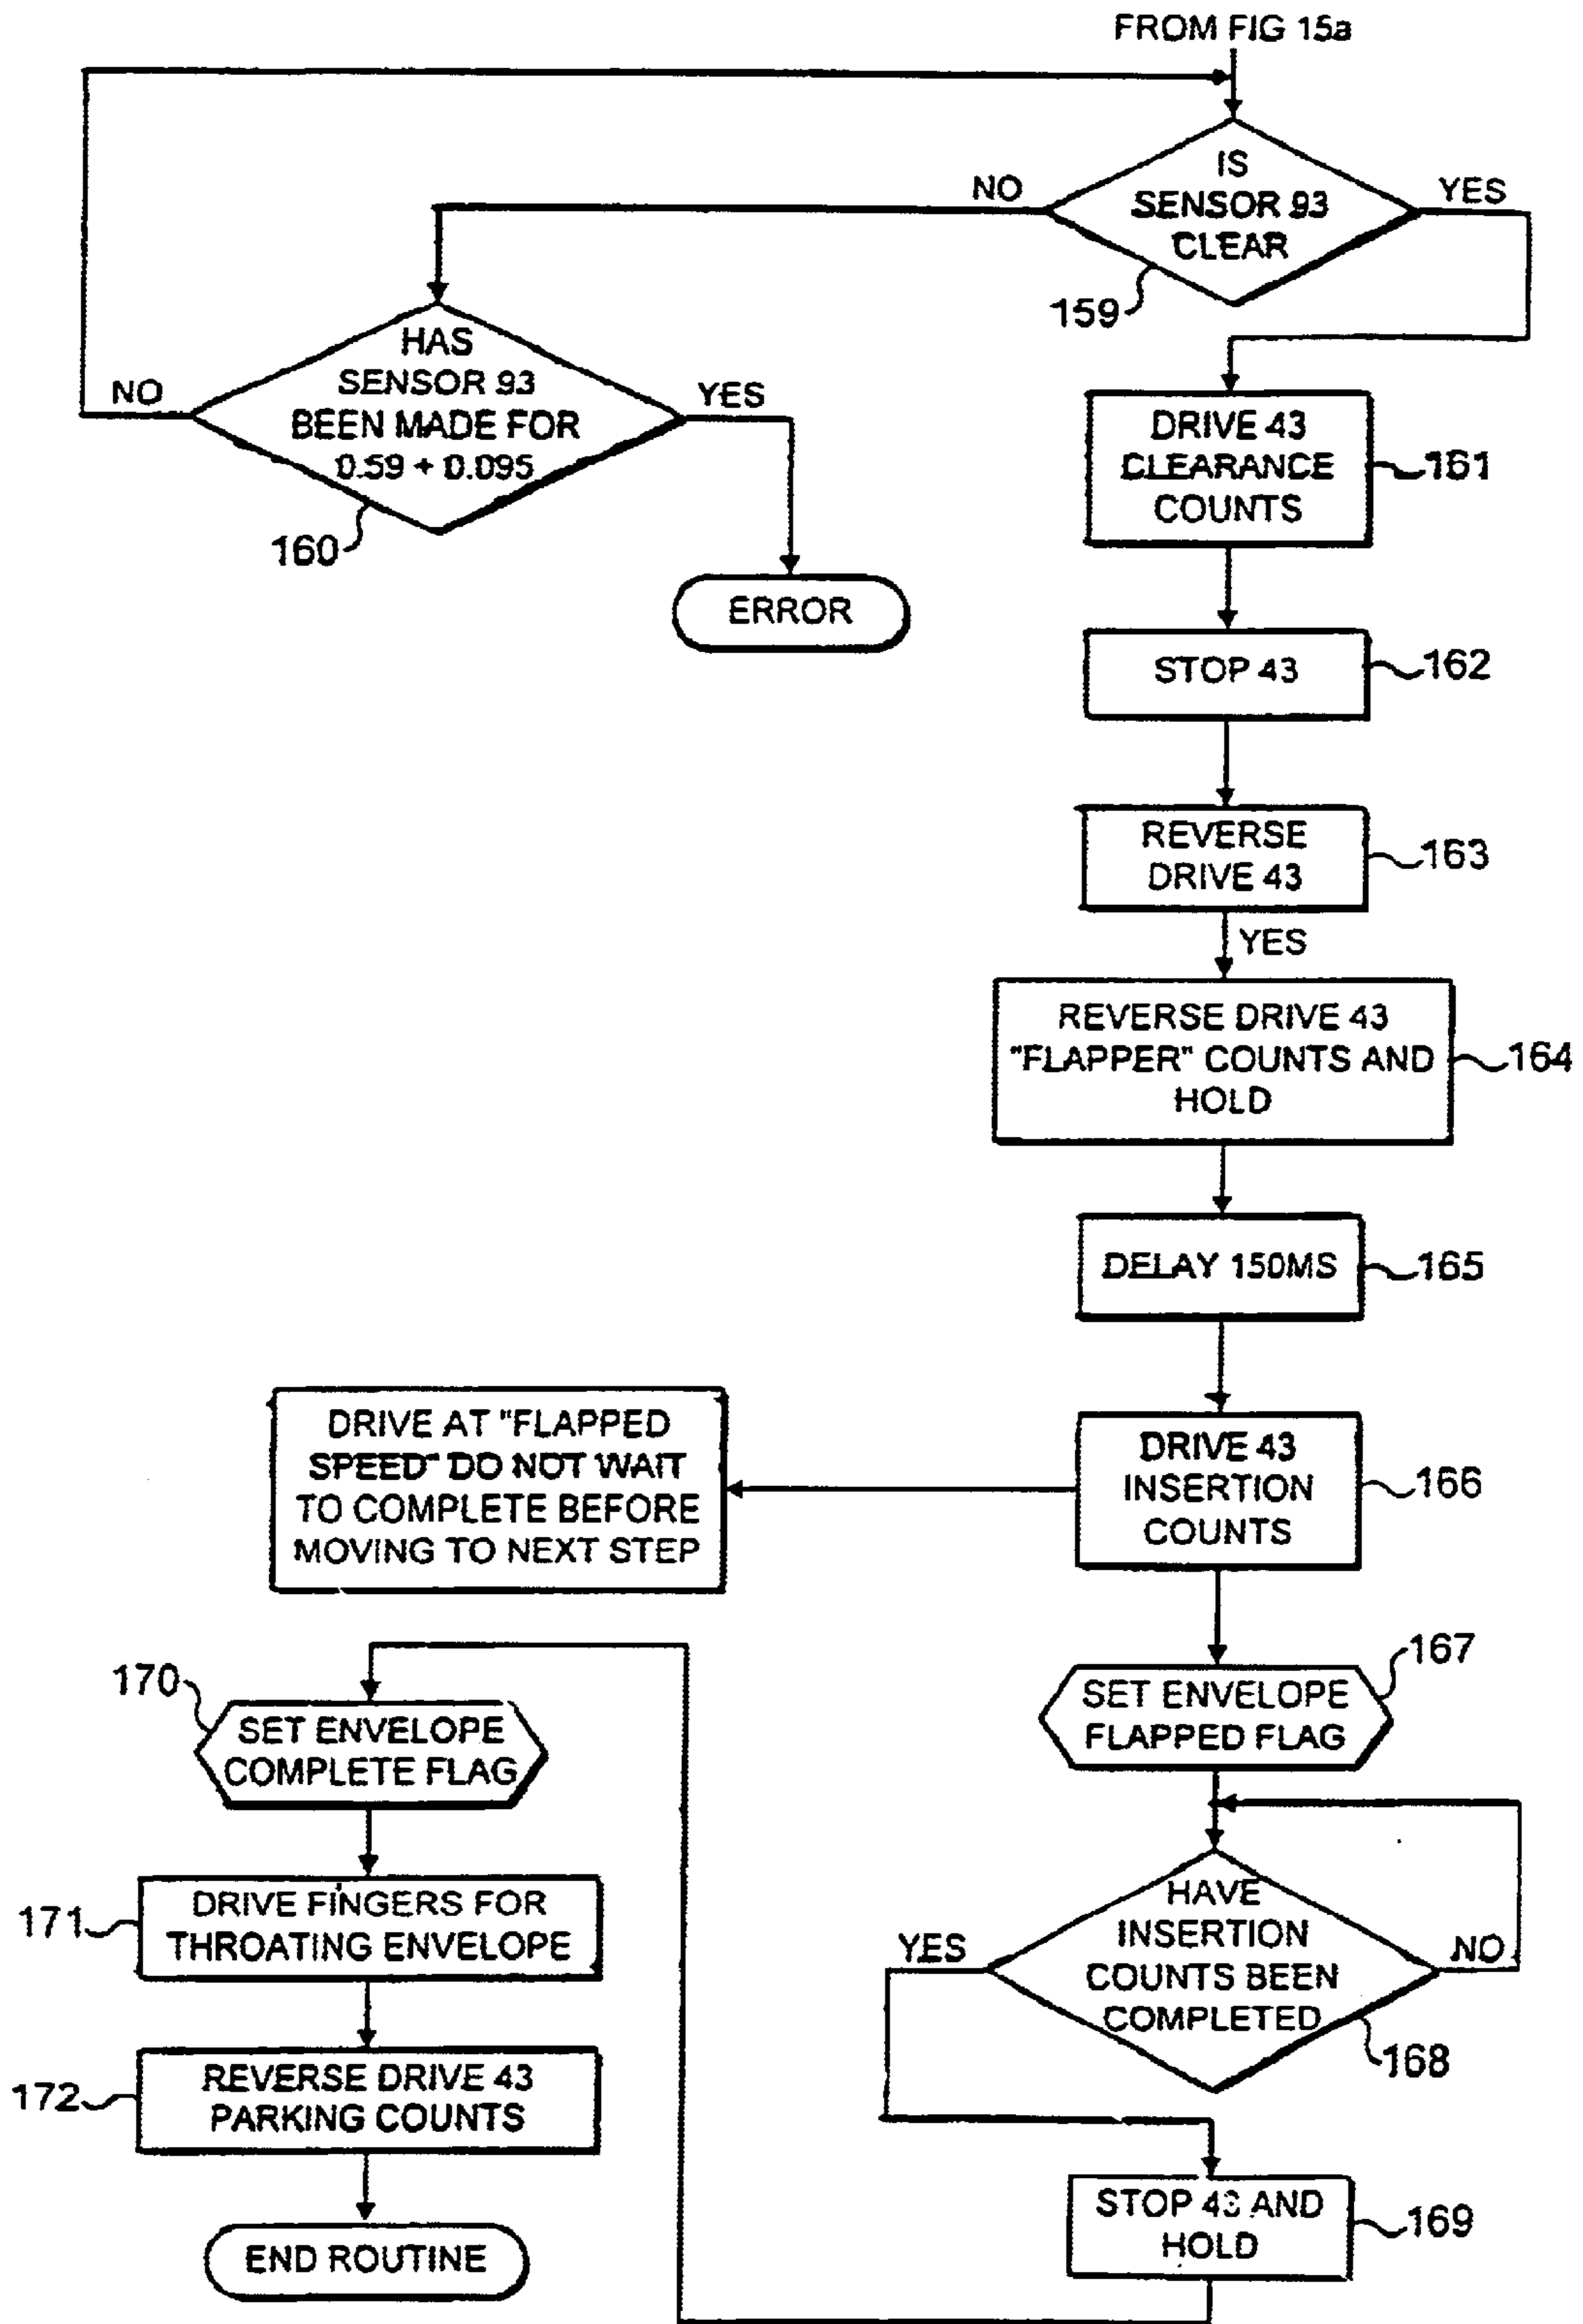 FROM FIG 15a
IS
SENSOR 93
CLEAR
NO
YES
159
HAS
SENSOR 93
BEEN MADE FOR
0.59 + 0.095
NO
YES
160
ERROR
DRIVE 43
CLEARANCE
COUNTS
161
STOP 43
162
REVERSE
DRIVE 43
163
YES
REVERSE DRIVE 43
"FLAPPER" COUNTS AND
HOLD
164
DELAY 150MS
165
DRIVE 43
INSERTION
COUNTS
166
DRIVE AT "FLAPPED
SPEED" DO NOT WAIT
TO COMPLETE BEFORE
MOVING TO NEXT STEP
167
SET ENVELOPE
FLAPPED FLAG
HAVE
INSERTION
COUNTS BEEN
COMPLETED
YES
NO
168
STOP 43 AND
HOLD
169
170
SET ENVELOPE
COMPLETE FLAG
171
DRIVE FINGERS FOR
THROATING ENVELOPE
172
REVERSE DRIVE 43
PARKING COUNTS
END ROUTINE